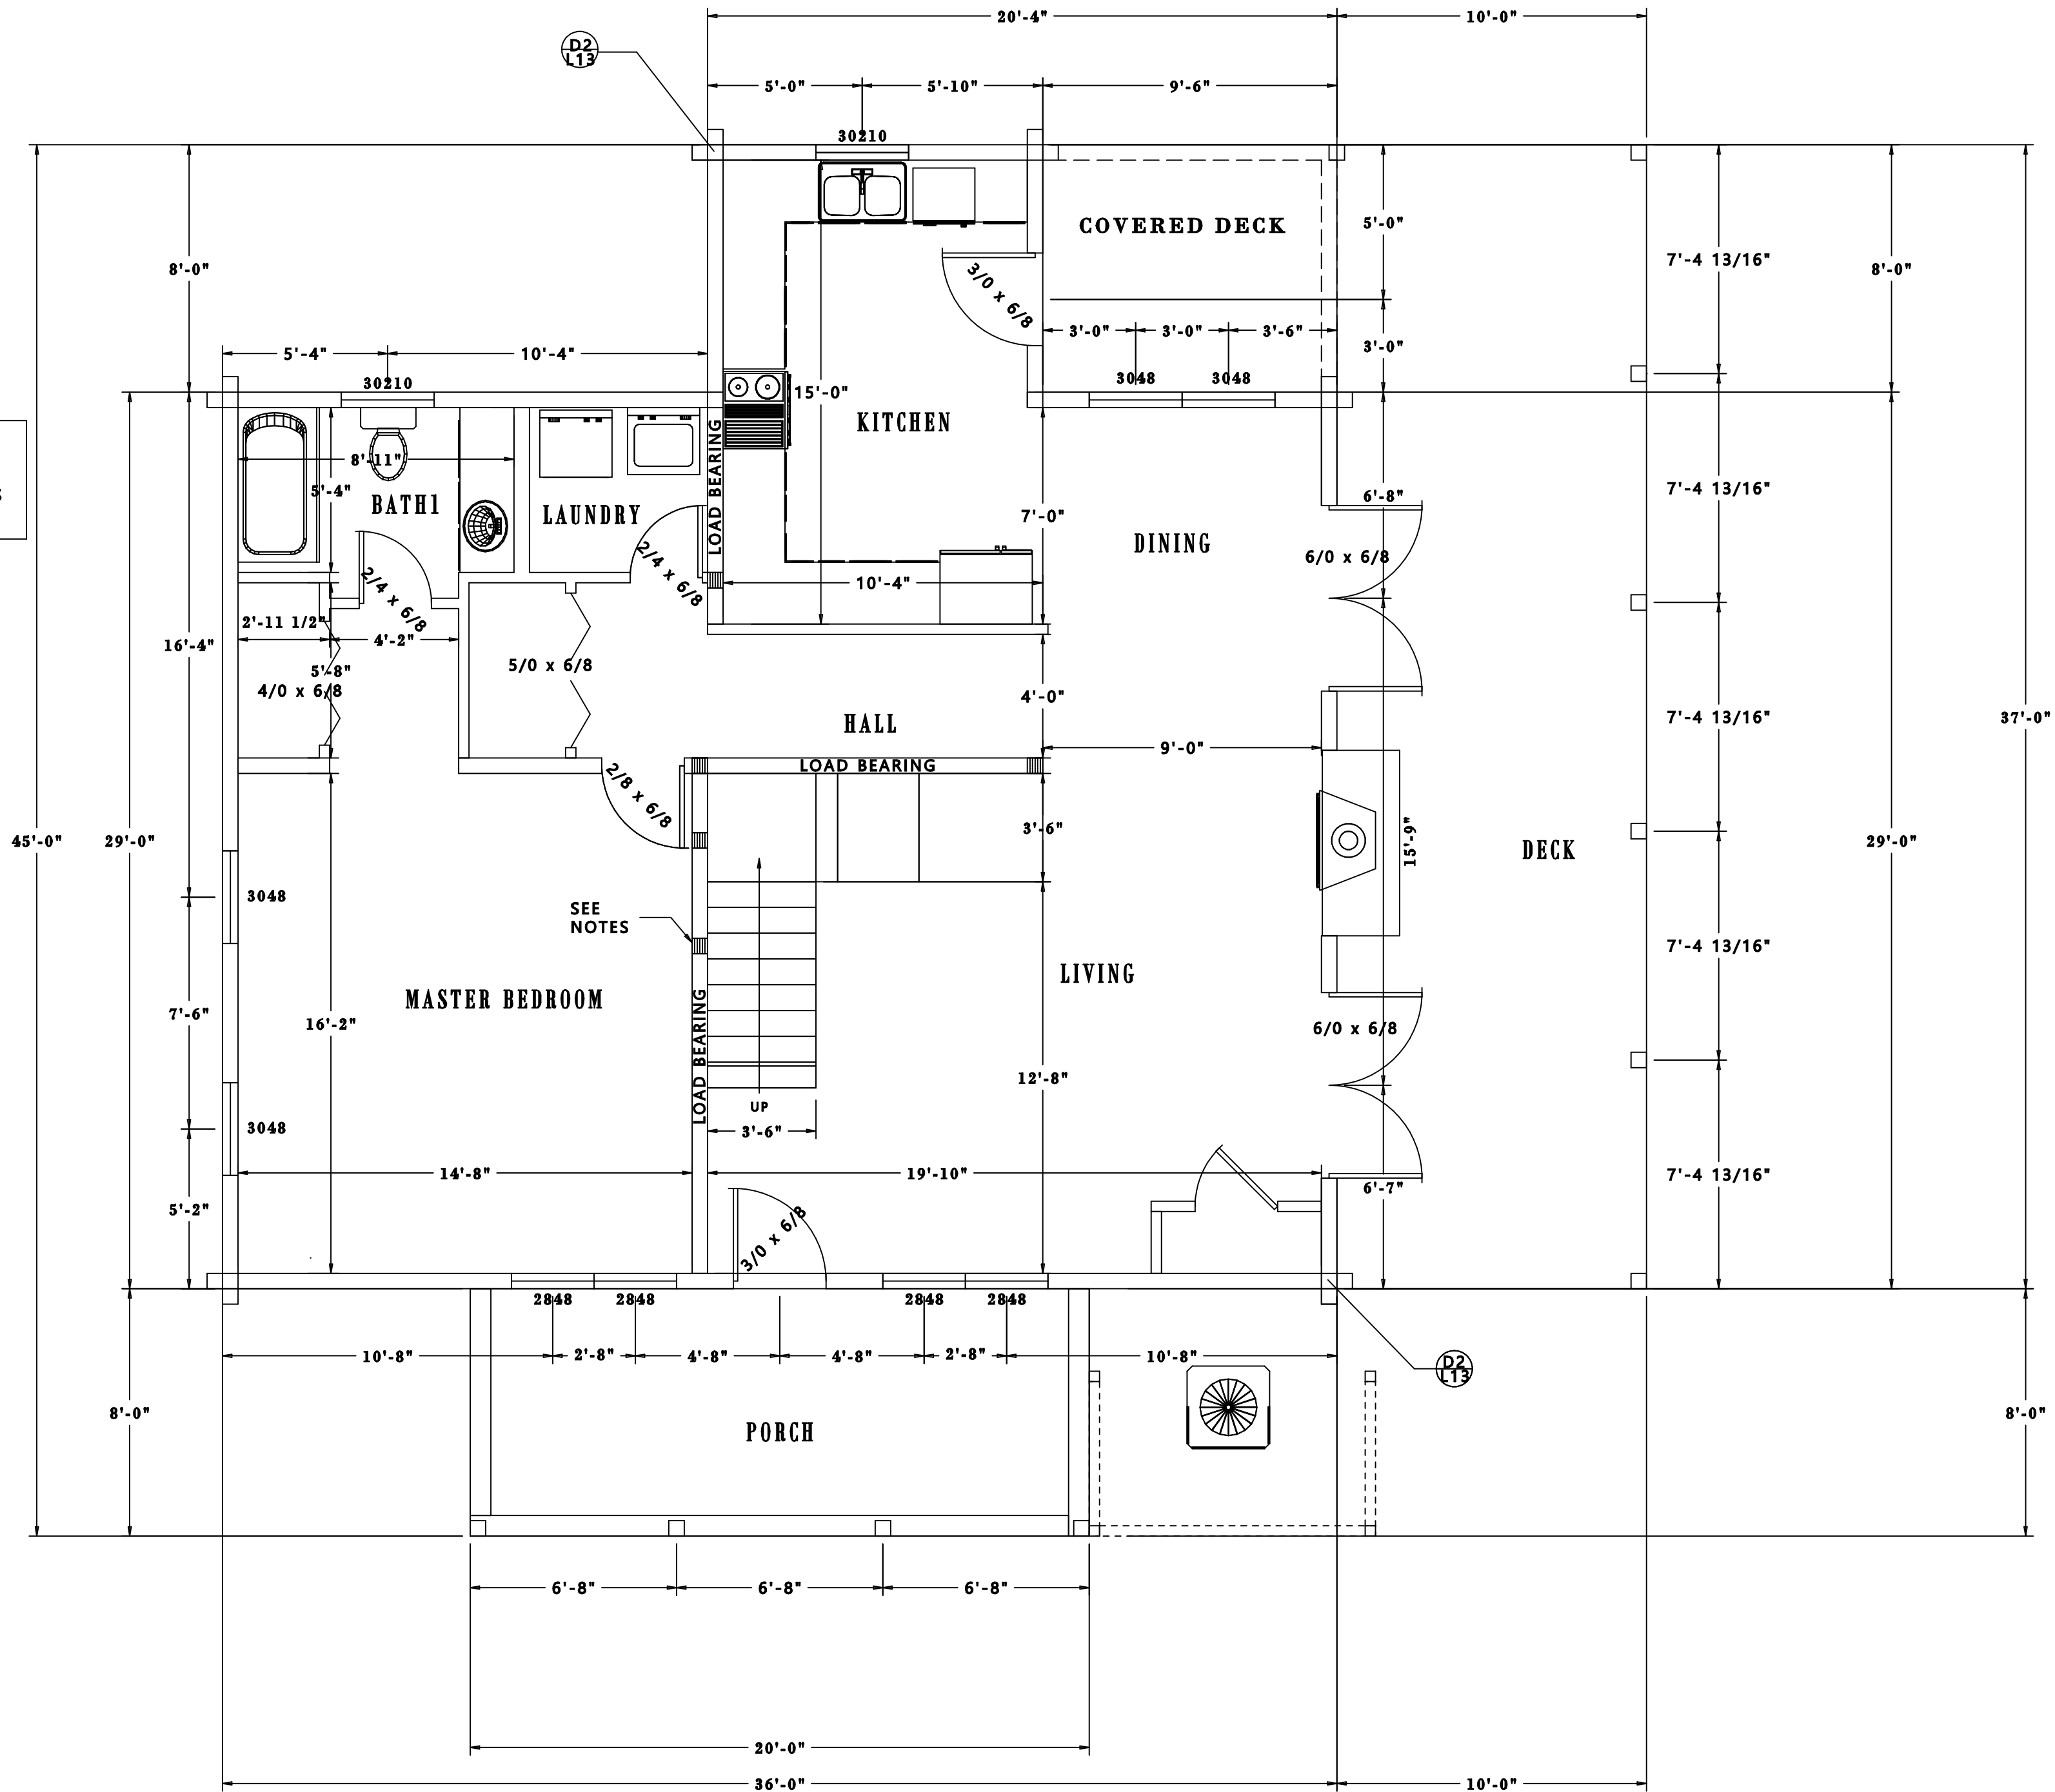 20'-4"
10'-0"
D2
L13
5'-0"
5'-10"
9'-6"
30210
COVERED DECK
5'-0"
7'-4 13/16"
8'-0"
8'-0"
3/0 x 6/8
3'-0"
3'-0"
3'-6"
3'-0"
5'-4"
10'-4"
30210
3048
3048
15'-0"
KITCHEN
LOAD BEARING
8'-11"
5'-4"
BATH1
LAUNDRY
7'-0"
DINING
6'-8"
7'-4 13/16"
6/0 x 6/8
2/4 x 6/8
2/4 x 6/8
10'-4"
2'-11 1/2"
4'-2"
16'-4"
5'-8"
5/0 x 6/8
4/0 x 6/8
4'-0"
HALL
7'-4 13/16"
37'-0"
9'-0"
LOAD BEARING
2/8 x 6/8
3'-6"
15'-9"
DECK
45'-0"
29'-0"
29'-0"
3048
SEE
NOTES
7'-4 13/16"
LIVING
MASTER BEDROOM
7'-6"
16'-2"
LOAD BEARING
6/0 x 6/8
12'-8"
UP
3048
3'-6"
14'-8"
19'-10"
7'-4 13/16"
6'-7"
5'-2"
3/0 x 6/8
2848
2848
2848
2848
10'-8"
2'-8"
4'-8"
4'-8"
2'-8"
10'-8"
D2
L13
8'-0"
8'-0"
PORCH
6'-8"
6'-8"
6'-8"
20'-0"
36'-0"
10'-0"